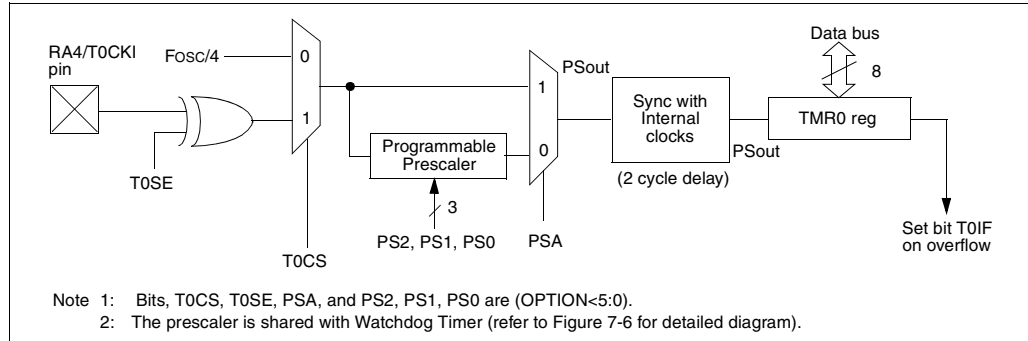 RA4/T0CKI
pin
FOSC/4
0
1
T0SE
T0CS
Programmable
Prescaler
3
PS2, PS1, PS0
PSout
1
0
PSA
Sync with
Internal
clocks
(2 cycle delay)
PSout
Data bus
8
TMR0 reg
Set bit T0IF
on overflow
Note 1: Bits, T0CS, T0SE, PSA, and PS2, PS1, PS0 are (OPTION<5:0).
2: The prescaler is shared with Watchdog Timer (refer to Figure 7-6 for detailed diagram).